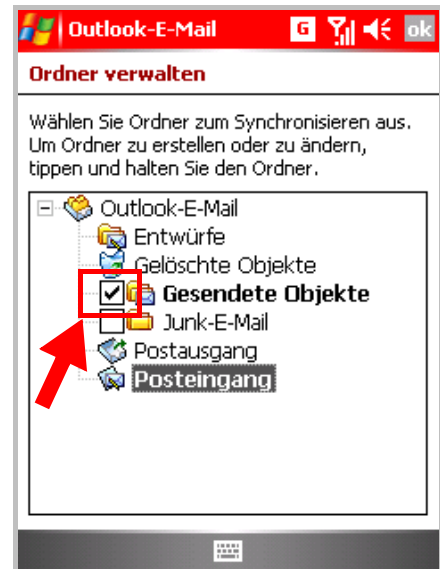 Outlook-E-Mail G ok
Ordner verwalten
Wählen Sie Ordner zum Synchronisieren aus.
Um Ordner zu erstellen oder zu ändern,
tippen und halten Sie den Ordner.
Outlook-E-Mail
Entwürfe
Gelöschte Objekte
Gesendete Objekte
Junk-E-Mail
Postausgang
Posteingang